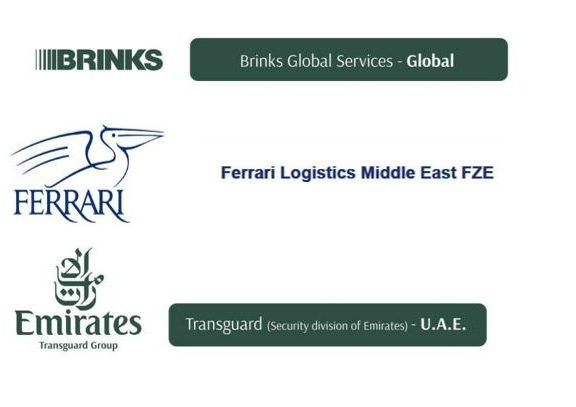 BRINKS
Brinks Global Services - Global
FERRARI
Ferrari Logistics Middle East FZE
الإمارات
Emirates
Transguard Group
Transguard (Security division of Emirates) - U.A.E.